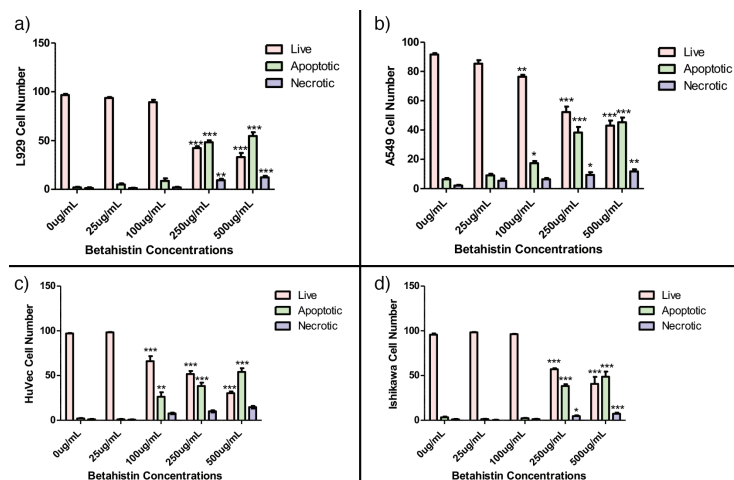 a)
L929 Cell Number
150
100
50
0
Live
Apoptotic
Necrotic
***
***
**
***
***
***
0ug/mL
25ug/mL
100ug/mL
250ug/mL
500ug/mL
Betahistin Concentrations
b)
A549 Cell Number
100
80
60
40
20
0
Live
Apoptotic
Necrotic
**
*
***
***
*
***
***
**
0ug/mL
25ug/mL
100ug/mL
250ug/mL
500ug/mL
Betahistin Concentrations
c)
HuVec Cell Number
150
100
50
0
Live
Apoptotic
Necrotic
***
**
***
***
***
***
0ug/mL
25ug/mL
100ug/mL
250ug/mL
500ug/mL
Betahistin Concentrations
d)
Ishikawa Cell Number
150
100
50
0
Live
Apoptotic
Necrotic
***
***
*
***
***
***
0ug/mL
25ug/mL
100ug/mL
250ug/mL
500ug/mL
Betahistin Concentrations